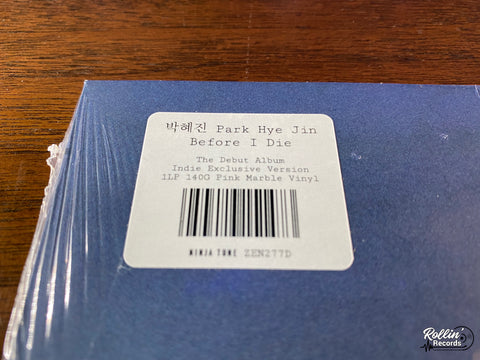 박혜진 Park Hye Jin
Before I Die
The Debut Album
Indie Exclusive Version
1LP 140G Pink Marble Vinyl
NINJA TUNE ZEN277D
Rollin'
Records